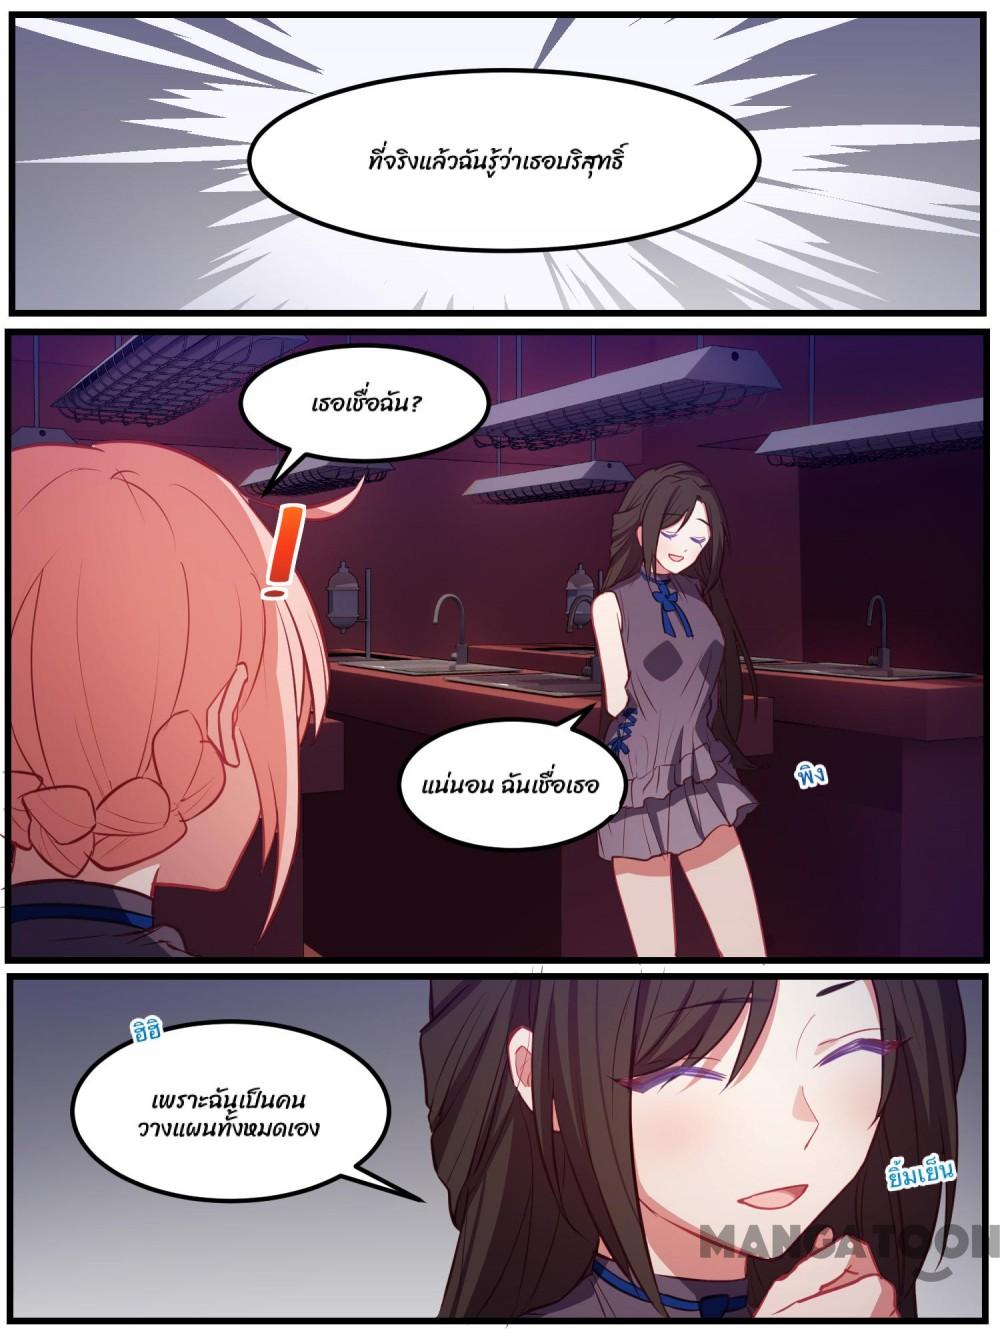 ที่จริงแล้วฉันรู้ว่าเธอบริสุทธิ์
เธอเชื่อฉัน?
แน่นอน ฉันเชื่อเธอ
พิง
ฮิฮิ
เพราะฉันเป็นคน
วางแผนทั้งหมดเอง
ยิ้มเย็น
MANGATOON